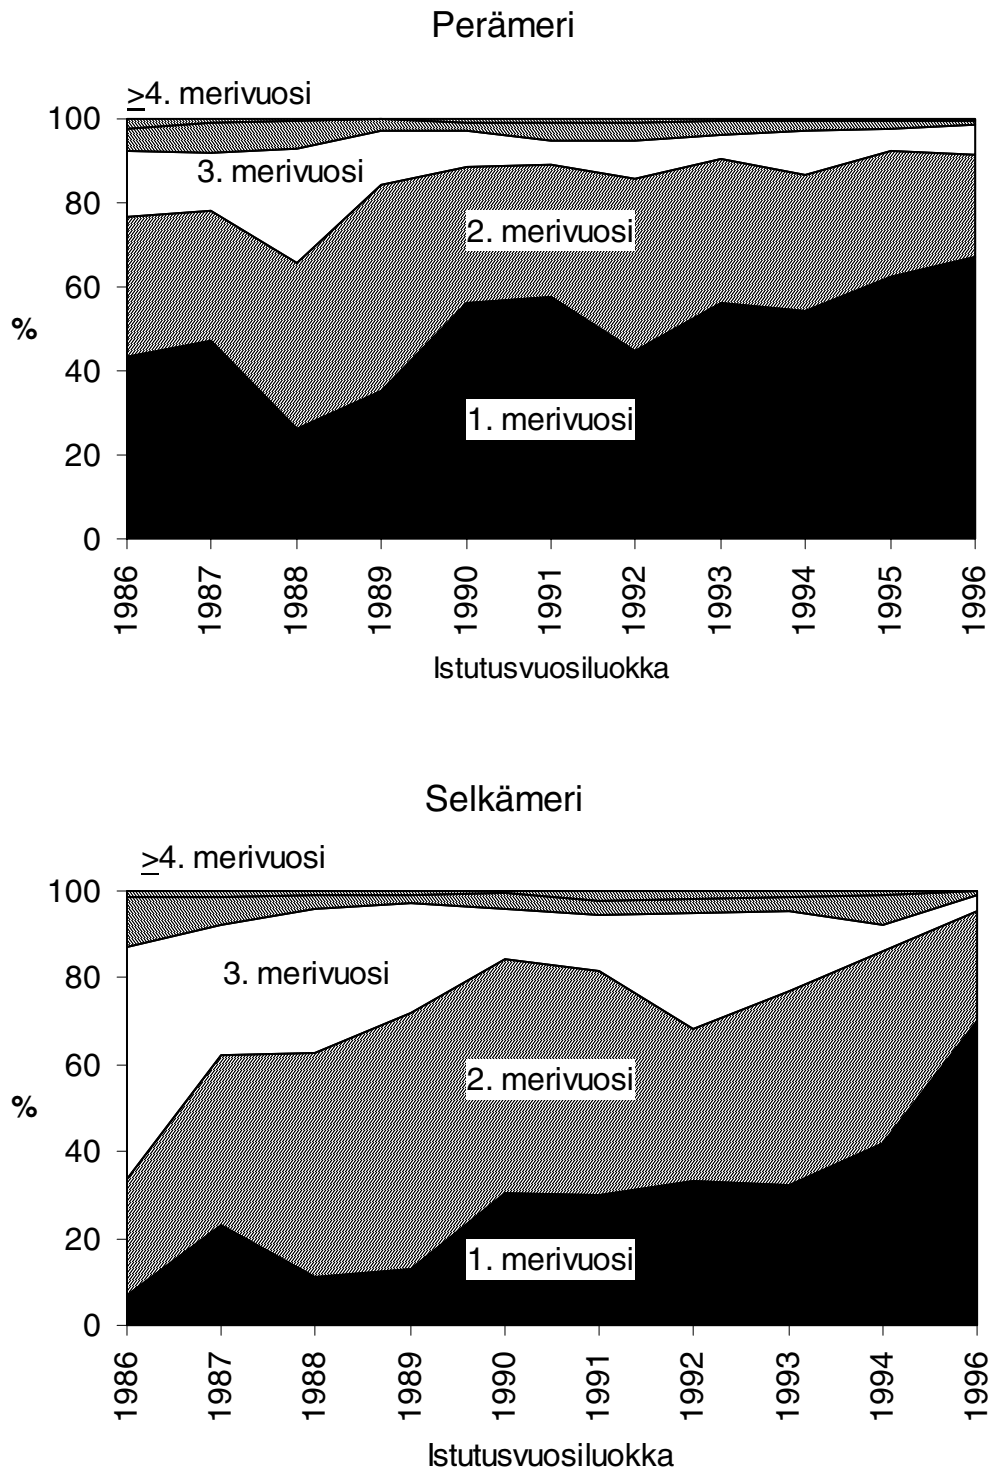 Perämeri
≥4. merivuosi
100
3. merivuosi
80
2. merivuosi
60
%
40
1. merivuosi
20
0
1986 1987 1988 1989 1990 1991 1992 1993 1994 1995 1996
Istutusvuosiluokka
Selkämeri
≥4. merivuosi
100
3. merivuosi
80
2. merivuosi
60
%
40
1. merivuosi
20
0
1986 1987 1988 1989 1990 1991 1992 1993 1994 1996
Istutusvuosiluokka